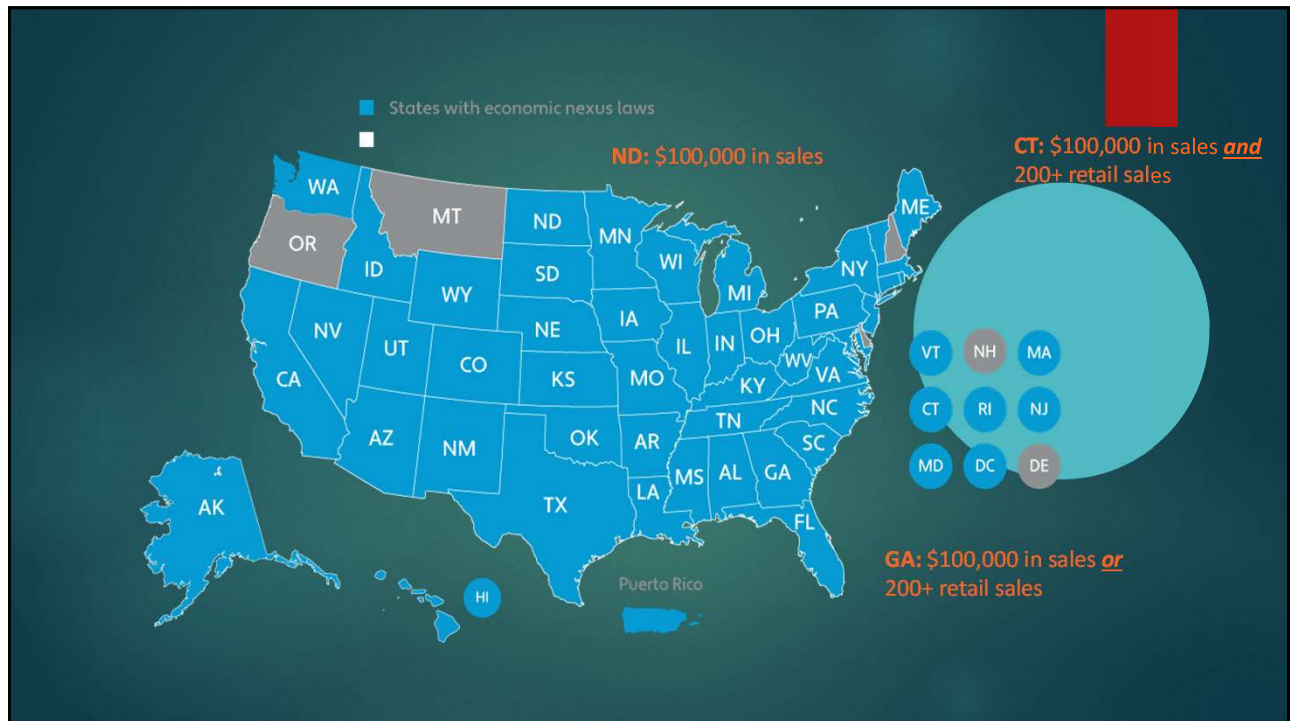 States with economic nexus laws
ND: $100,000 in sales
CT: $100,000 in sales and
200+ retail sales
WA
MT
ND
MN
ME
OR
ID
SD
WI
NY
WY
MI
PA
NV
UT
NE
IA
IL
IN
OH
WV
VA
VT
NH
MA
CA
CO
KS
MO
KY
NC
CT
RI
NJ
AZ
NM
OK
AR
TN
SC
MD
DC
DE
TX
LA
MS
AL
GA
FL
AK
HI
Puerto Rico
GA: $100,000 in sales or
200+ retail sales